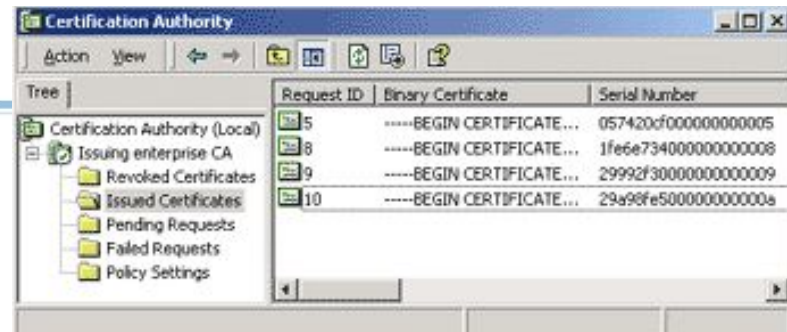 Certification Authority
Action View
Tree
Certification Authority (Local)
Issuing enterprise CA
Revoked Certificates
Issued Certificates
Pending Requests
Failed Requests
Policy Settings
Request ID Binary Certificate Serial Number
5 -----BEGIN CERTIFICATE... 057420cf000000000005
8 -----BEGIN CERTIFICATE... 1fe6e734000000000008
9 -----BEGIN CERTIFICATE... 29992f30000000000009
10 -----BEGIN CERTIFICATE... 29a98fe500000000000a